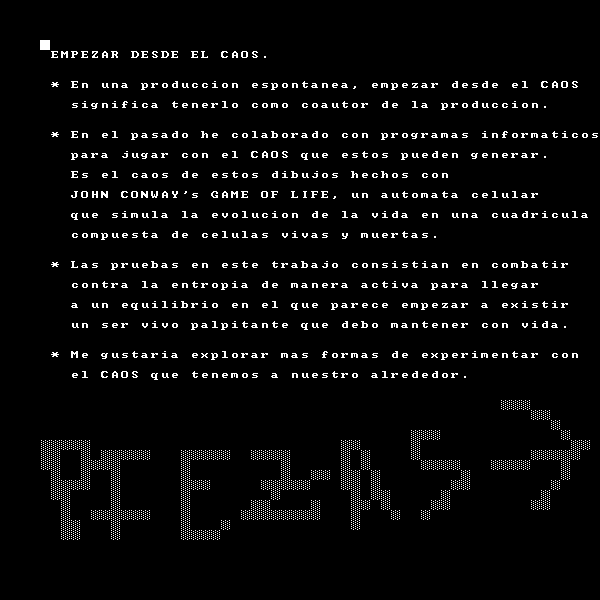 EMPEZAR DESDE EL CAOS.
* En una produccion espontanea, empezar desde el CAOS
significa tenerlo como coautor de la produccion.
* En el pasado he colaborado con programas informaticos
para jugar con el CAOS que estos pueden generar.
Es el caos de estos dibujos hechos con
JOHN CONWAY's GAME OF LIFE, un automata celular
que simula la evolucion de la vida en una cuadricula
compuesta de celulas vivas y muertas.
* Las pruebas en este trabajo consistian en combatir
contra la entropia de manera activa para llegar
a un equilibrio en el que parece empezar a existir
un ser vivo palpitante que debo mantener con vida.
* Me gustaria explorar mas formas de experimentar con
el CAOS que tenemos a nuestro alrededor.
PIEZAS →